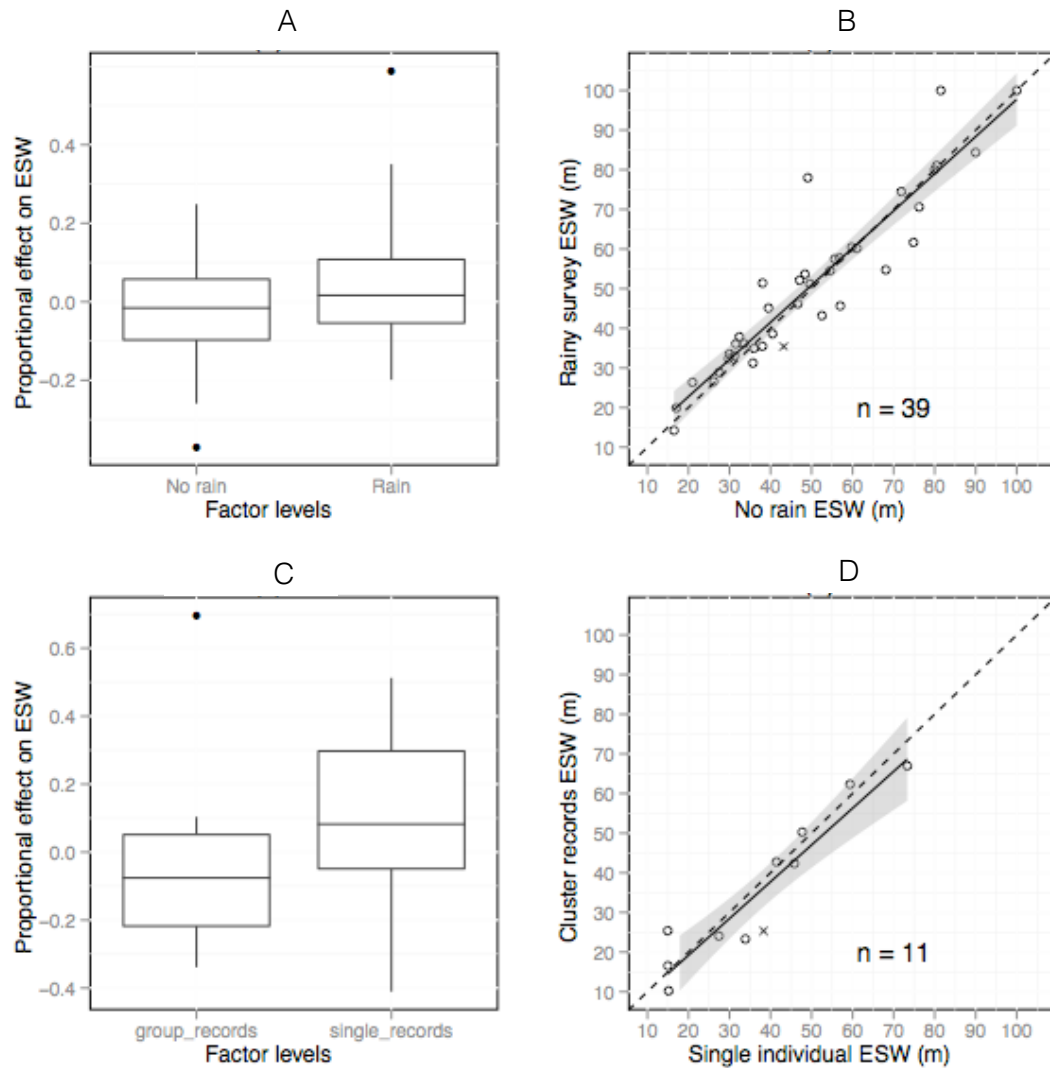 A
Proportional effect on ESW
0.4
0.2
0.0
−0.2
No rain
Rain
Factor levels
B
Rainy survey ESW (m)
100
90
80
70
60
50
40
30
20
10
n = 39
10 20 30 40 50 60 70 80 90 100
No rain ESW (m)
C
Proportional effect on ESW
0.6
0.4
0.2
0.0
−0.2
−0.4
group_records
single_records
Factor levels
D
Cluster records ESW (m)
100
90
80
70
60
50
40
30
20
10
n = 11
10 20 30 40 50 60 70 80 90 100
Single individual ESW (m)